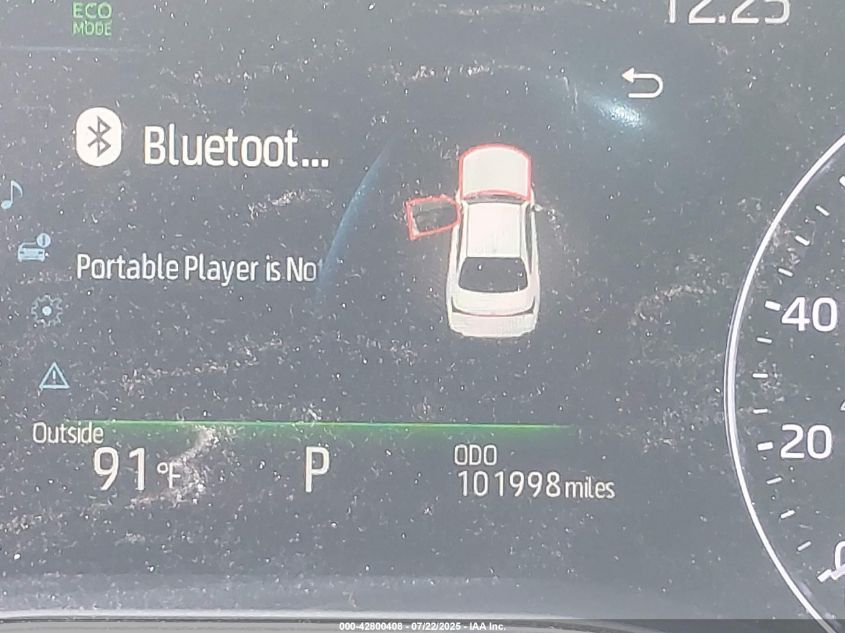 ECO
MODE
12:25
Bluetoot...
Portable Player is No
40
20
Outside
91°F
P
ODO
101998 miles
000-42800408 - 07/22/2025 - IAA Inc.